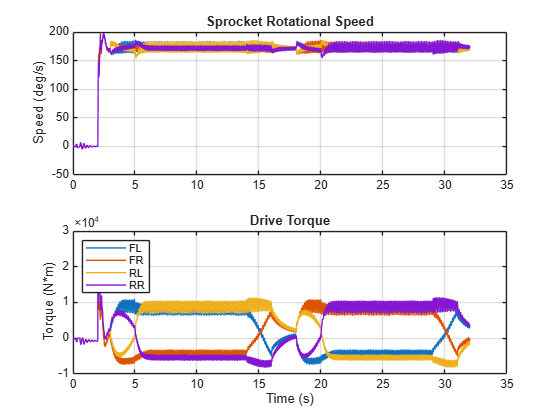 Sprocket Rotational Speed
Speed (deg/s)
200
150
100
50
0
-50
0 5 10 15 20 25 30 35
Drive Torque
×10⁴
Torque (N*m)
3
2
1
0
-1
FL
FR
RL
RR
0 5 10 15 20 25 30 35
Time (s)